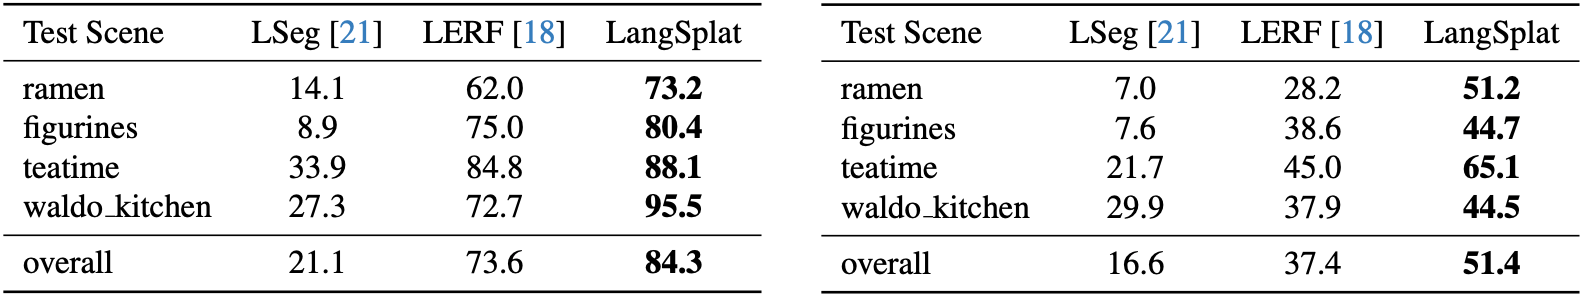 Test Scene LSeg [21] LERF [18] LangSplat
ramen 14.1 62.0 73.2
figurines 8.9 75.0 80.4
teatime 33.9 84.8 88.1
waldo_kitchen 27.3 72.7 95.5
overall 21.1 73.6 84.3
Test Scene LSeg [21] LERF [18] LangSplat
ramen 7.0 28.2 51.2
figurines 7.6 38.6 44.7
teatime 21.7 45.0 65.1
waldo_kitchen 29.9 37.9 44.5
overall 16.6 37.4 51.4